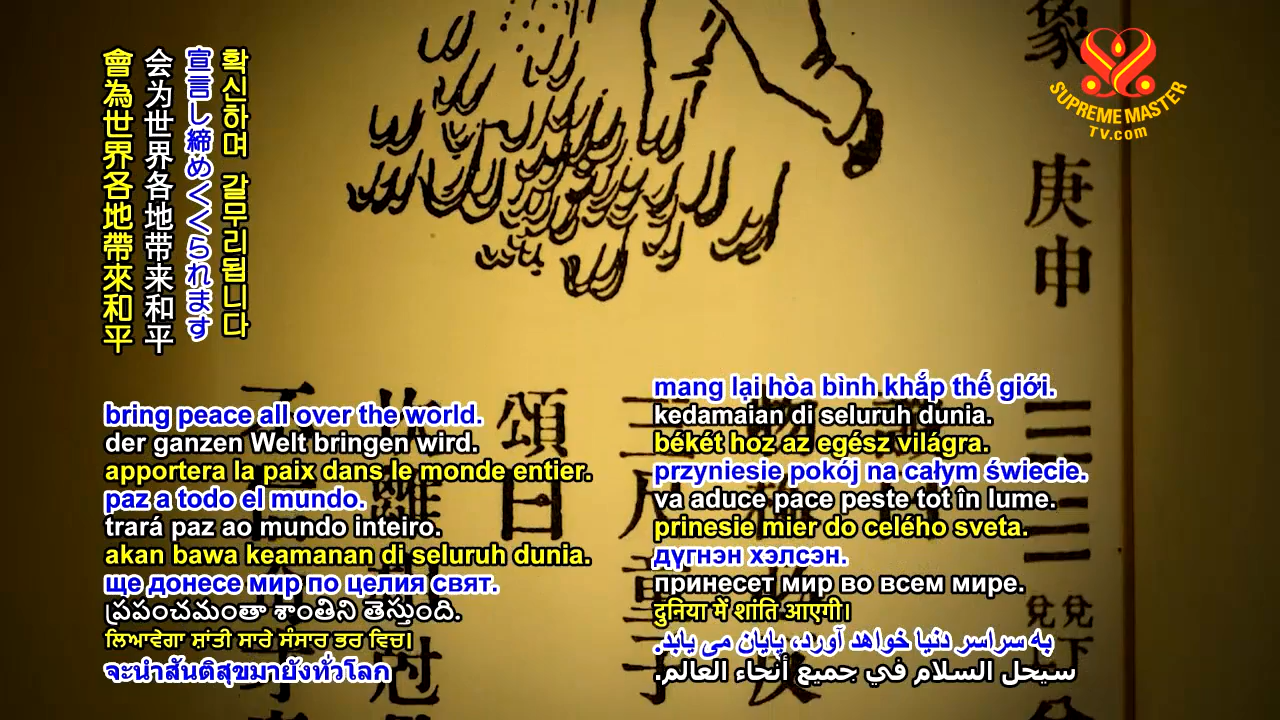 확신하며 갈무리됩니다
宣言し締めくくられます
会为世界各地带来和平
會為世界各地帶來和平
SUPREME MASTER
TV.com
象
庚申
兌兌
頌曰
bring peace all over the world.
der ganzen Welt bringen wird.
apportera la paix dans le monde entier.
paz a todo el mundo.
trará paz ao mundo inteiro.
akan bawa keamanan di seluruh dunia.
ще донесе мир по целия свят.
ప్రపంచమంతా శాంతిని తెస్తుంది.
ਲਿਆਵੇਗਾ ਸ਼ਾਂਤੀ ਸਾਰੇ ਸੰਸਾਰ ਭਰ ਵਿਚ।
จะนำสันติสุขมายังทั่วโลก
mang lại hòa bình khắp thế giới.
kedamaian di seluruh dunia.
békét hoz az egész világra.
przyniesie pokój na całym świecie.
va aduce pace peste tot în lume.
prinesie mier do celého sveta.
дүгнэн хэлсэн.
принесет мир во всем мире.
दुनिया में शांति आएगी।
به سراسر دنیا خواهد آورد، پایان می یابد.
سيحل السلام في جميع أنحاء العالم.